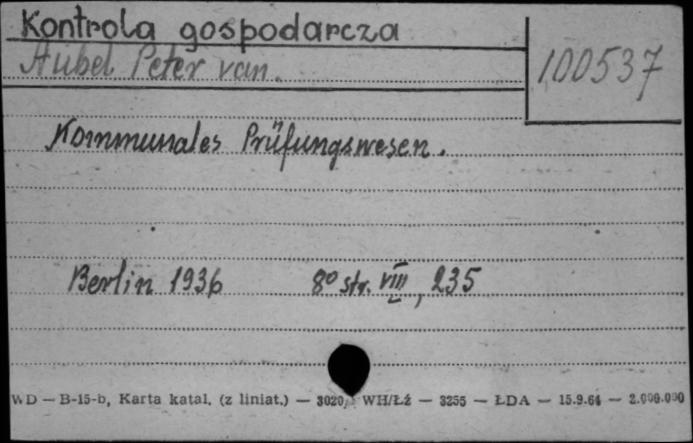 Kontrola gospodarcza
Aubel Peter van.
100537
Kommunales Prüfungswesen.
Berlin 1936 8° str. VIII, 235
WD — B-15-b, Karta katal. (z liniat.) — 3020, WH/Łź — 3255 — ŁDA — 15.9.64 — 2.000.000